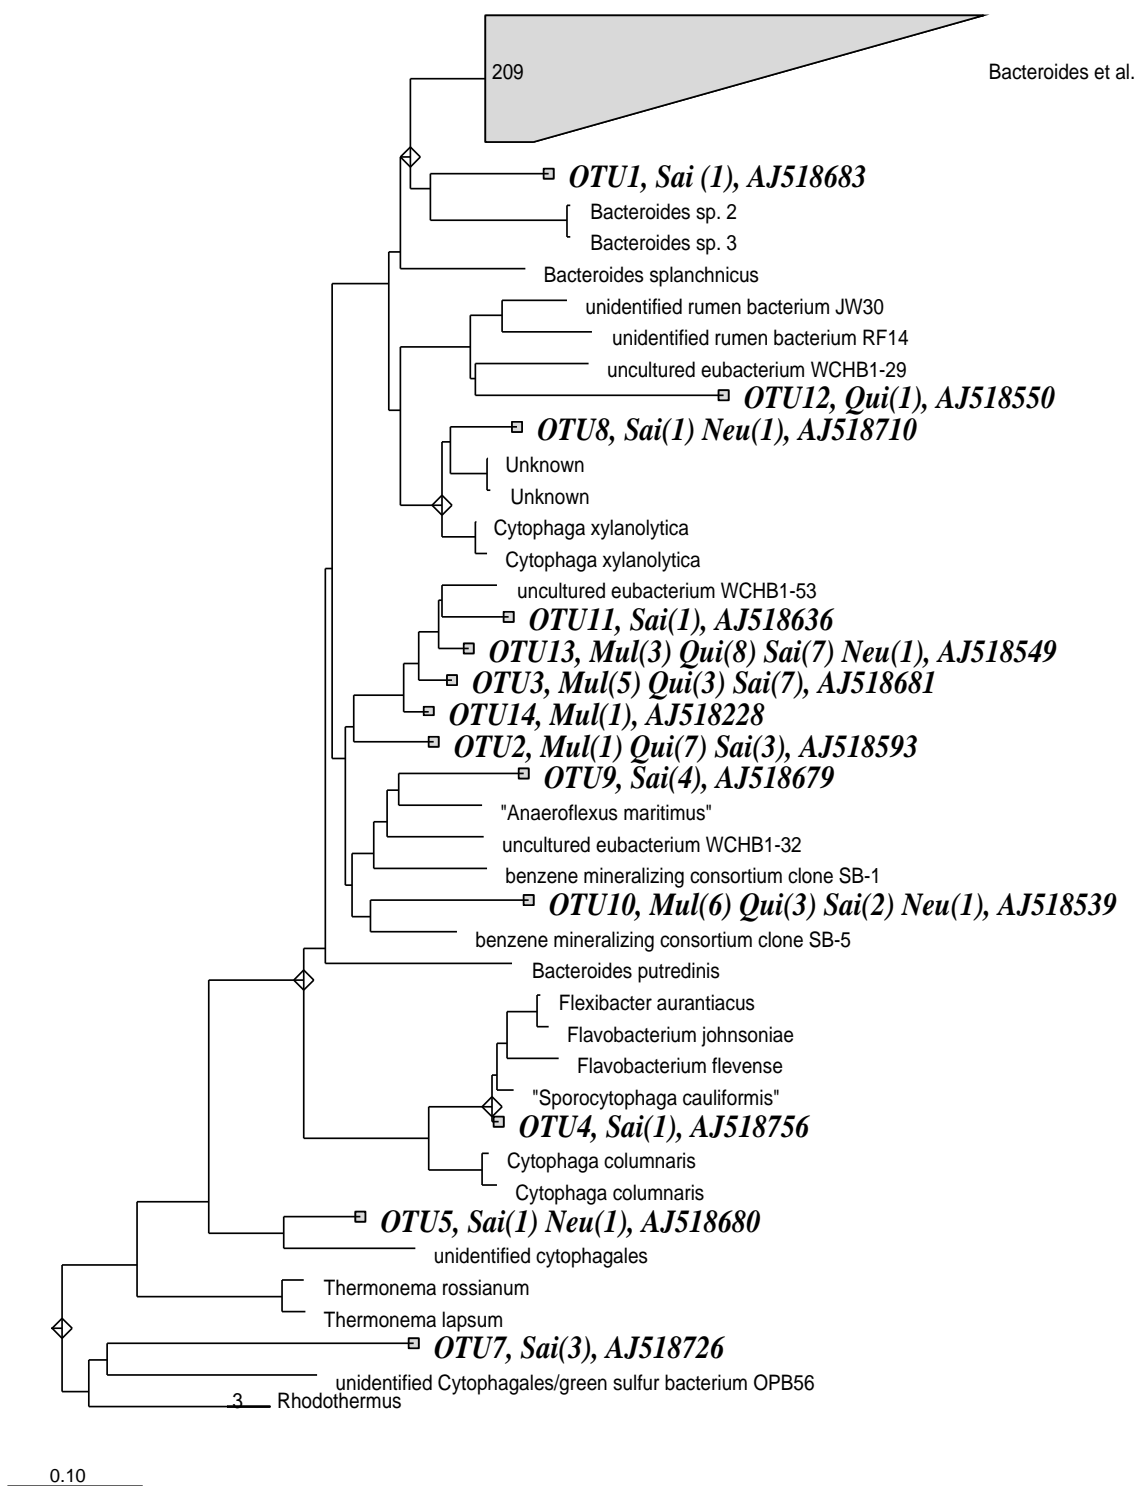 209
Bacteroides et al.
OTU1, Sai (1), AJ518683
Bacteroides sp. 2
Bacteroides sp. 3
Bacteroides splanchnicus
unidentified rumen bacterium JW30
unidentified rumen bacterium RF14
uncultured eubacterium WCHB1-29
OTU12, Qui(1), AJ518550
OTU8, Sai(1) Neu(1), AJ518710
Unknown
Unknown
Cytophaga xylanolytica
Cytophaga xylanolytica
uncultured eubacterium WCHB1-53
OTU11, Sai(1), AJ518636
OTU13, Mul(3) Qui(8) Sai(7) Neu(1), AJ518549
OTU3, Mul(5) Qui(3) Sai(7), AJ518681
OTU14, Mul(1), AJ518228
OTU2, Mul(1) Qui(7) Sai(3), AJ518593
OTU9, Sai(4), AJ518679
"Anaeroflexus maritimus"
uncultured eubacterium WCHB1-32
benzene mineralizing consortium clone SB-1
OTU10, Mul(6) Qui(3) Sai(2) Neu(1), AJ518539
benzene mineralizing consortium clone SB-5
Bacteroides putredinis
Flexibacter aurantiacus
Flavobacterium johnsoniae
Flavobacterium flevense
"Sporocytophaga cauliformis"
OTU4, Sai(1), AJ518756
Cytophaga columnaris
Cytophaga columnaris
OTU5, Sai(1) Neu(1), AJ518680
unidentified cytophagales
Thermonema rossianum
Thermonema lapsum
OTU7, Sai(3), AJ518726
unidentified Cytophagales/green sulfur bacterium OPB56
3 Rhodothermus
0.10